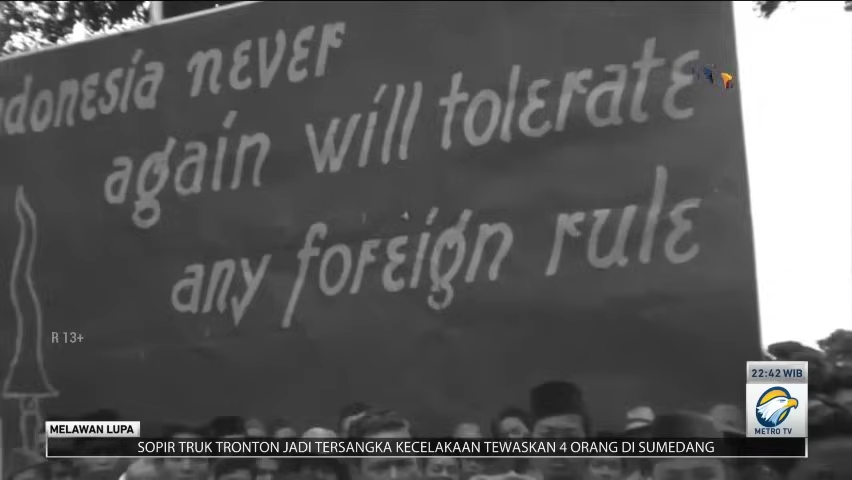 ndonesia never
again will tolerate
any foreign rule
R 13+
22:42 WIB
METRO TV
MELAWAN LUPA
SOPIR TRUK TRONTON JADI TERSANGKA KECELAKAAN TEWASKAN 4 ORANG DI SUMEDANG